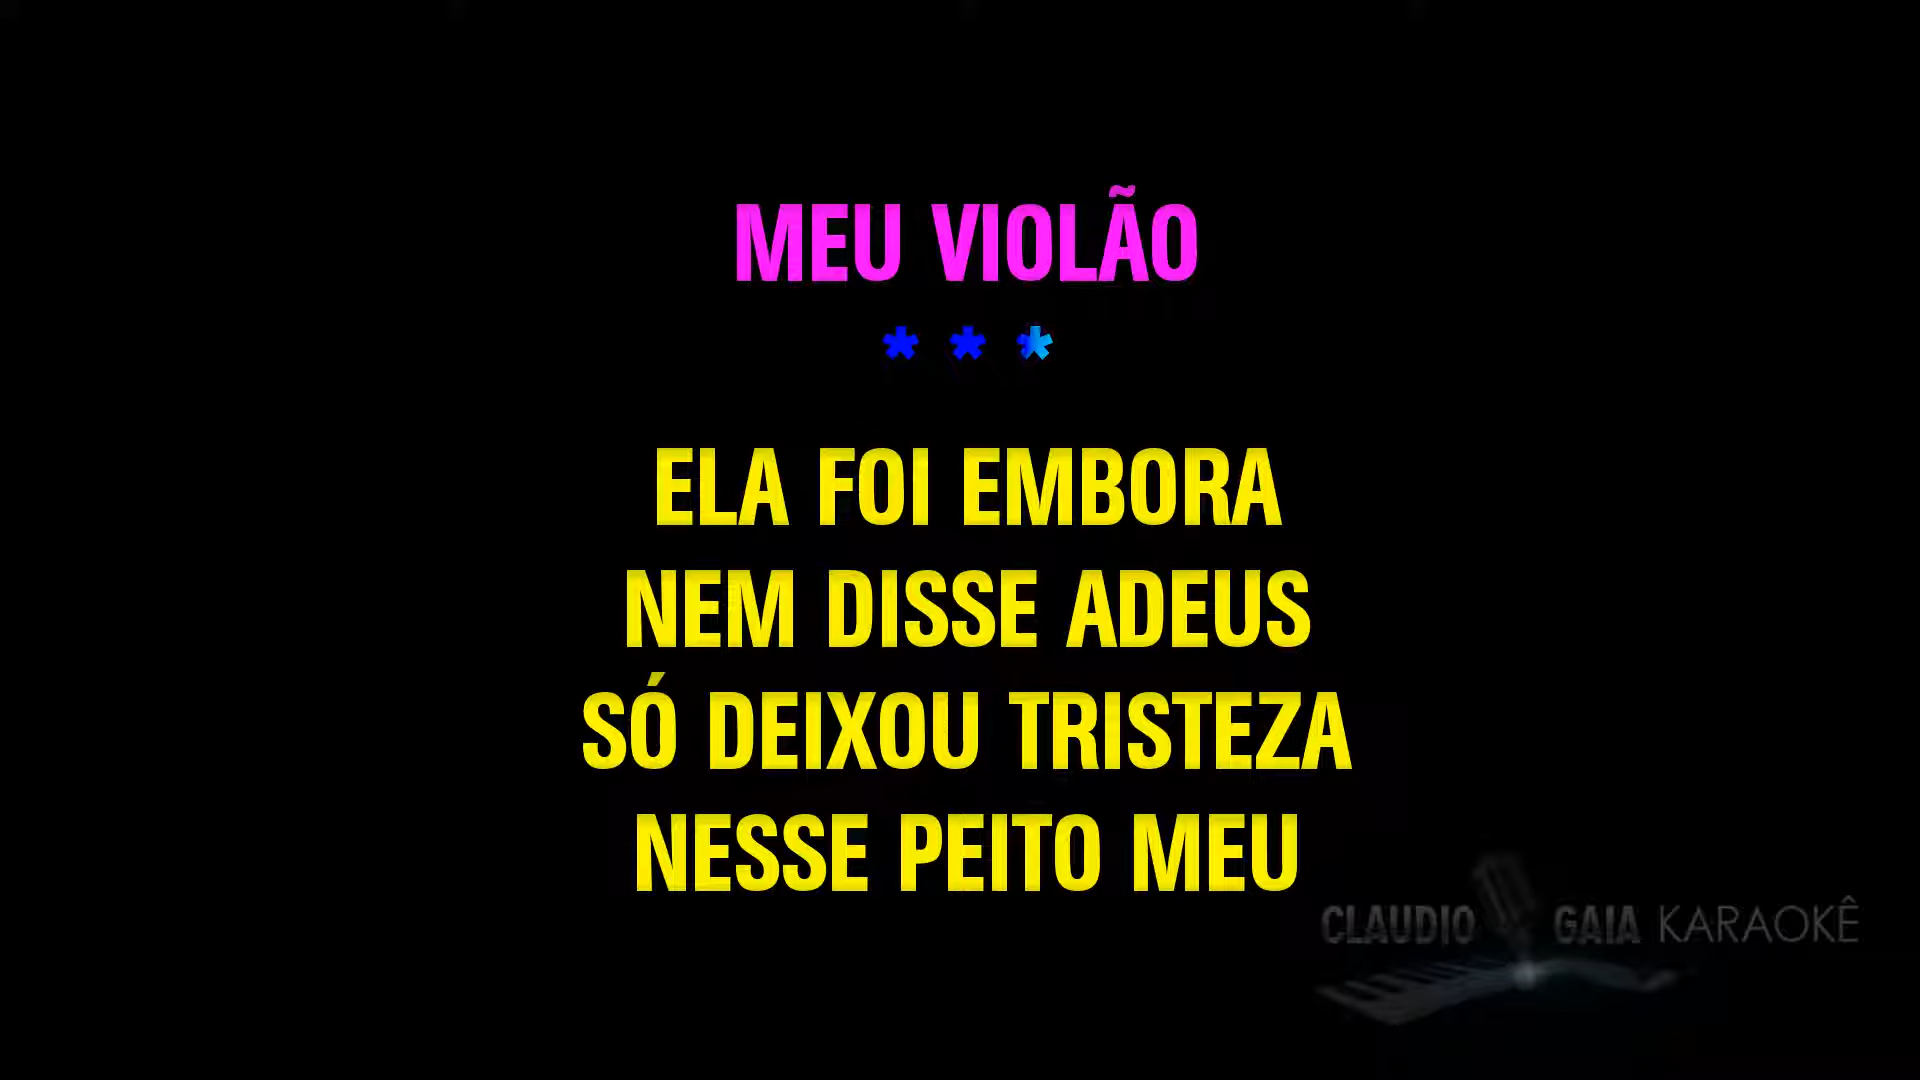 MEU VIOLÃO
* * *
ELA FOI EMBORA
NEM DISSE ADEUS
SÓ DEIXOU TRISTEZA
NESSE PEITO MEU
CLAUDIO GAIA KARAOKÊ